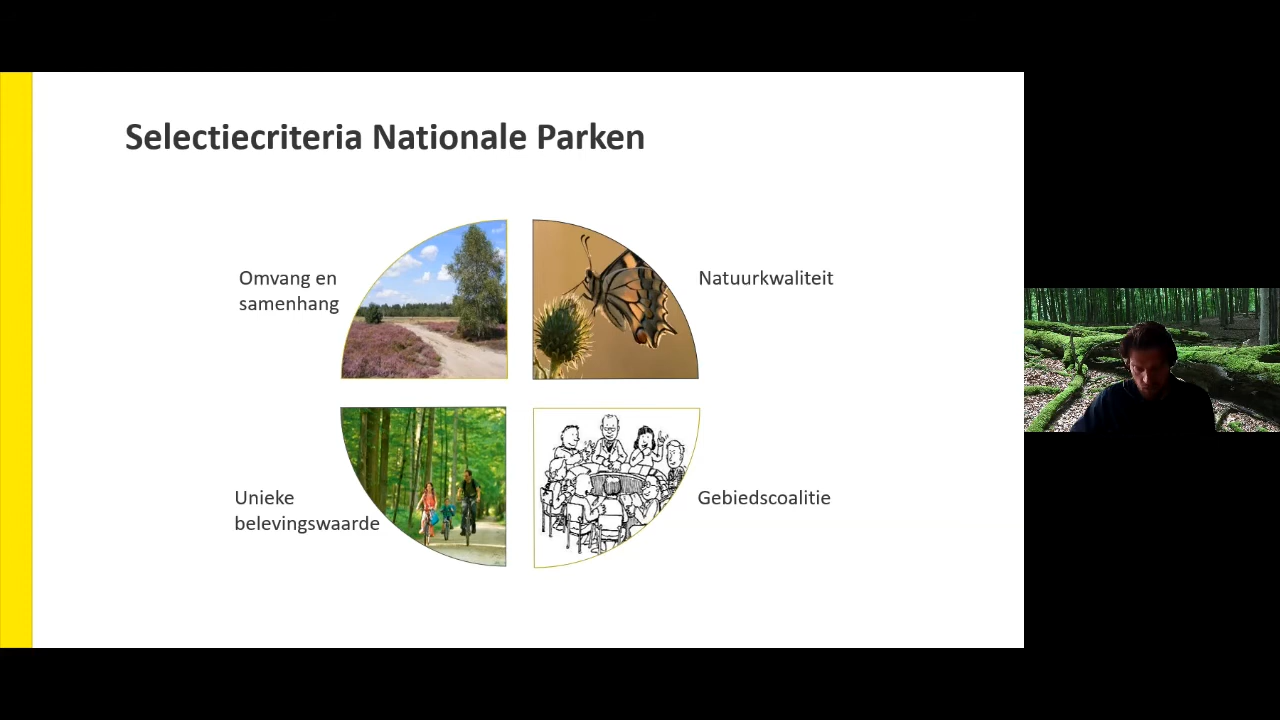 Selectiecriteria Nationale Parken
Omvang en
samenhang
Natuurkwaliteit
Unieke
belevingswaarde
Gebiedscoalitie